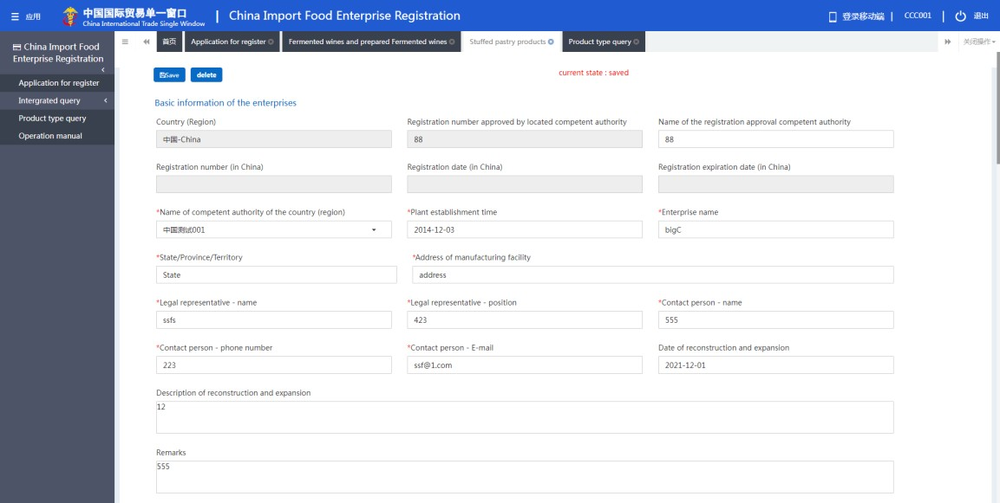 应用
中国国际贸易单一窗口
China International Trade Single Window
China Import Food Enterprise Registration
登录移动端
CCC001
退出
China Import Food Enterprise Registration
Application for register
Intergrated query
Product type query
Operation manual
首页
Application for register
Fermented wines and prepared Fermented wines
Stuffed pastry products
Product type query
关闭操作
Save
delete
current state : saved
Basic information of the enterprises
Country (Region)
中国-China
Registration number approved by located competent authority
88
Name of the registration approval competent authority
88
Registration number (in China)
Registration date (in China)
Registration expiration date (in China)
*Name of competent authority of the country (region)
中国测试001
*Plant establishment time
2014-12-03
*Enterprise name
bigC
*State/Province/Territory
State
*Address of manufacturing facility
address
*Legal representative - name
ssfs
*Legal representative - position
423
*Contact person - name
555
*Contact person - phone number
223
*Contact person - E-mail
ssf@1.com
Date of reconstruction and expansion
2021-12-01
Description of reconstruction and expansion
12
Remarks
555